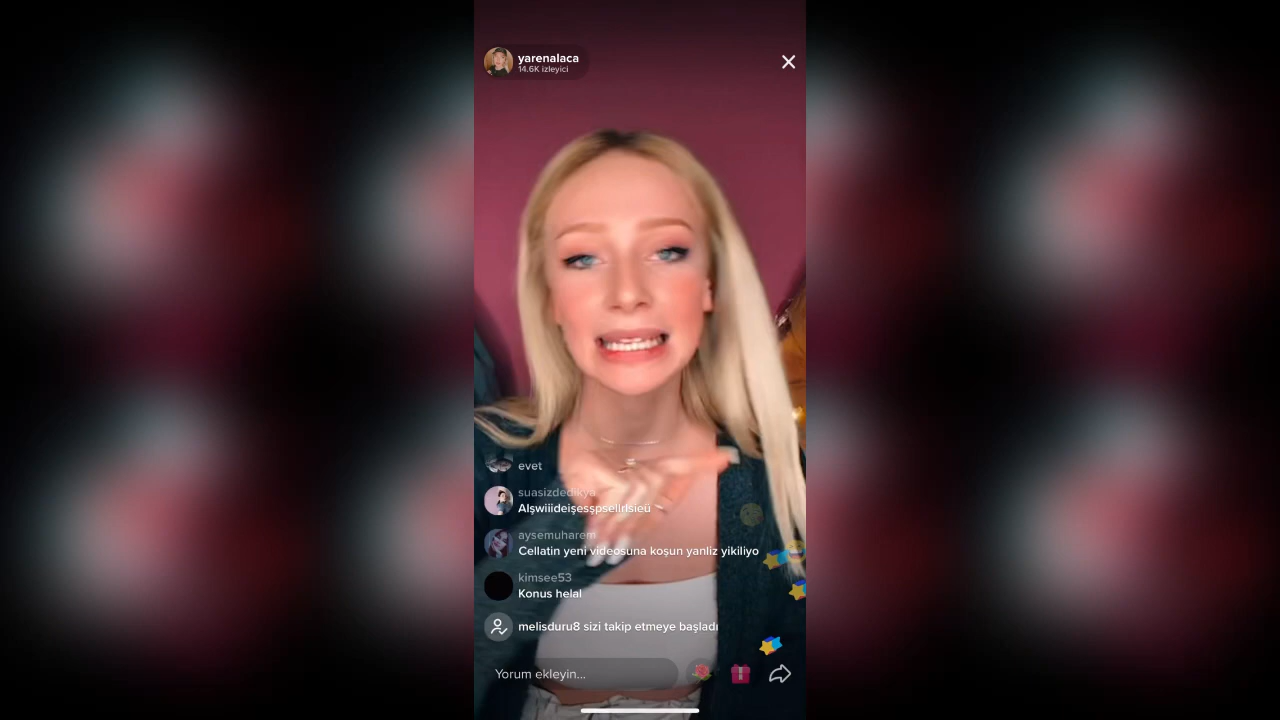 yarenalaca
14.6K izleyici
evet
suasizdedikya
Cellatin yeni videosuna koşun yanliz yikiliyo
aysemuharem
kimsee53
Konus helal
melisduru8 sizi takip etmeye başladı
Yorum ekleyin...